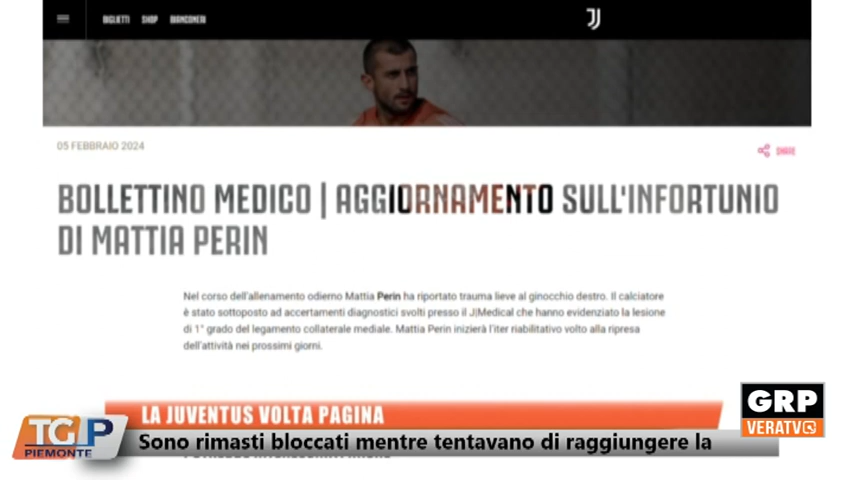 BIGLIETTI SHOP BIANCONERI
05 FEBBRAIO 2024
SHARE
BOLLETTINO MEDICO | AGGIORNAMENTO SULL'INFORTUNIO
DI MATTIA PERIN
Nel corso dell'allenamento odierno Mattia Perin ha riportato trauma lieve al ginocchio destro. Il calciatore
è stato sottoposto ad accertamenti diagnostici svolti presso il J|Medical che hanno evidenziato la lesione
di 1° grado del legamento collaterale mediale. Mattia Perin inizierà l'iter riabilitativo volto alla ripresa
dell'attività nei prossimi giorni.
LA JUVENTUS VOLTA PAGINA
Sono rimasti bloccati mentre tentavano di raggiungere la
TGP
PIEMONTE
GRP
VERATV